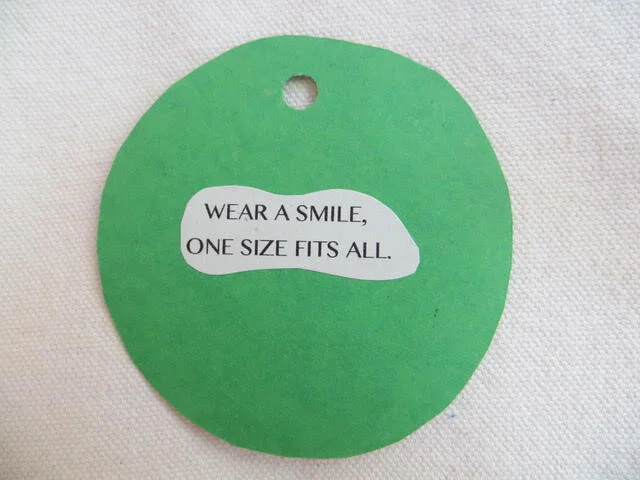 WEAR A SMILE,
ONE SIZE FITS ALL.